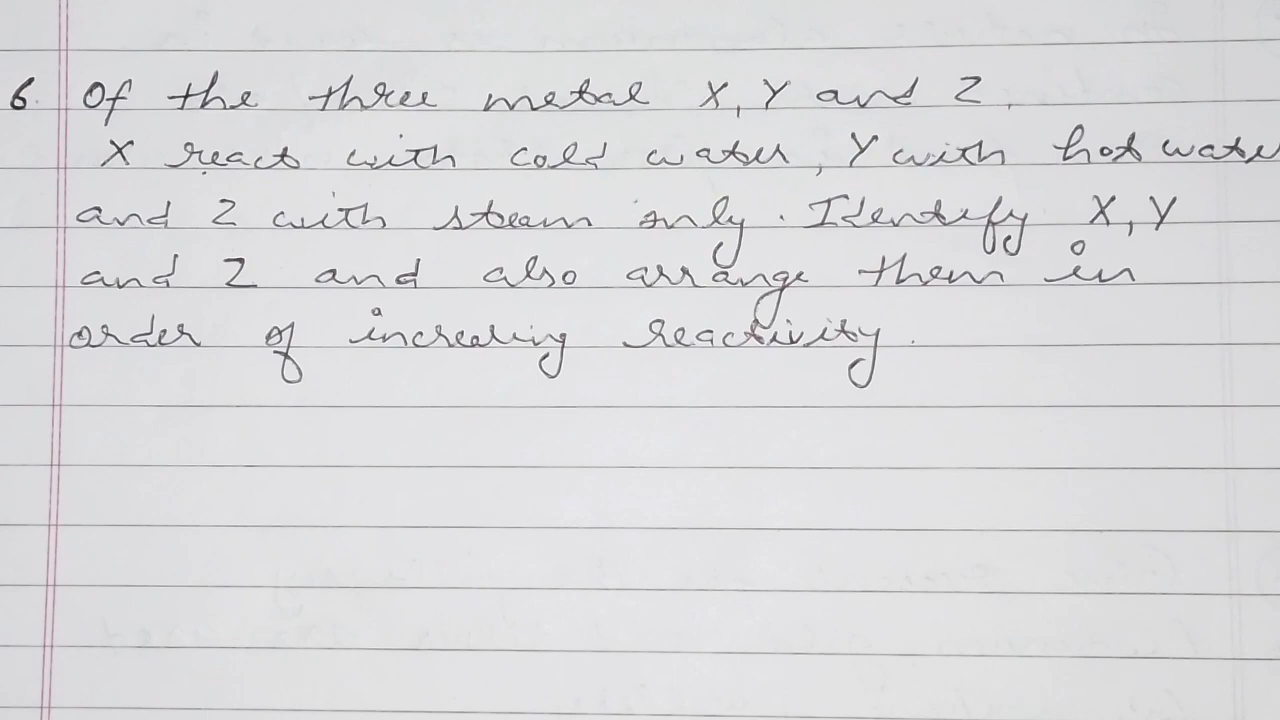 6. Of the three metal X, Y and Z,
X react with cold water, Y with hot water
and Z with steam only. Identify X, Y
and Z and also arrange them in
order of increasing reactivity.